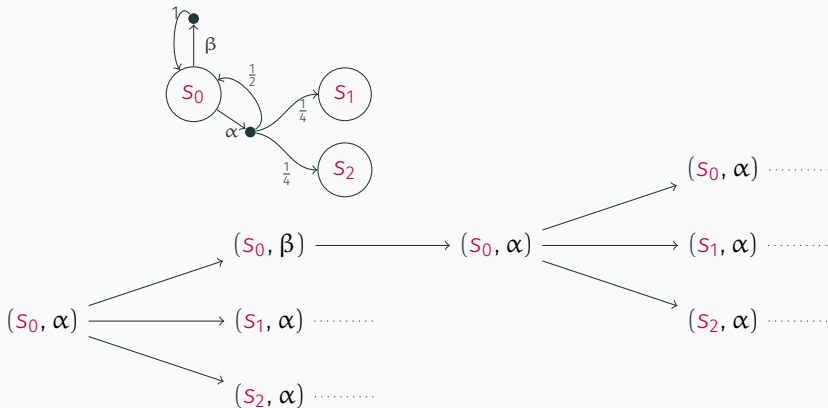 1
β
1/2
S₀
S₁
α
1/4
1/4
S₂
(S₀, α)
(S₀, β)
(S₀, α)
(S₁, α)
(S₀, α)
(S₁, α)
(S₂, α)
(S₂, α)